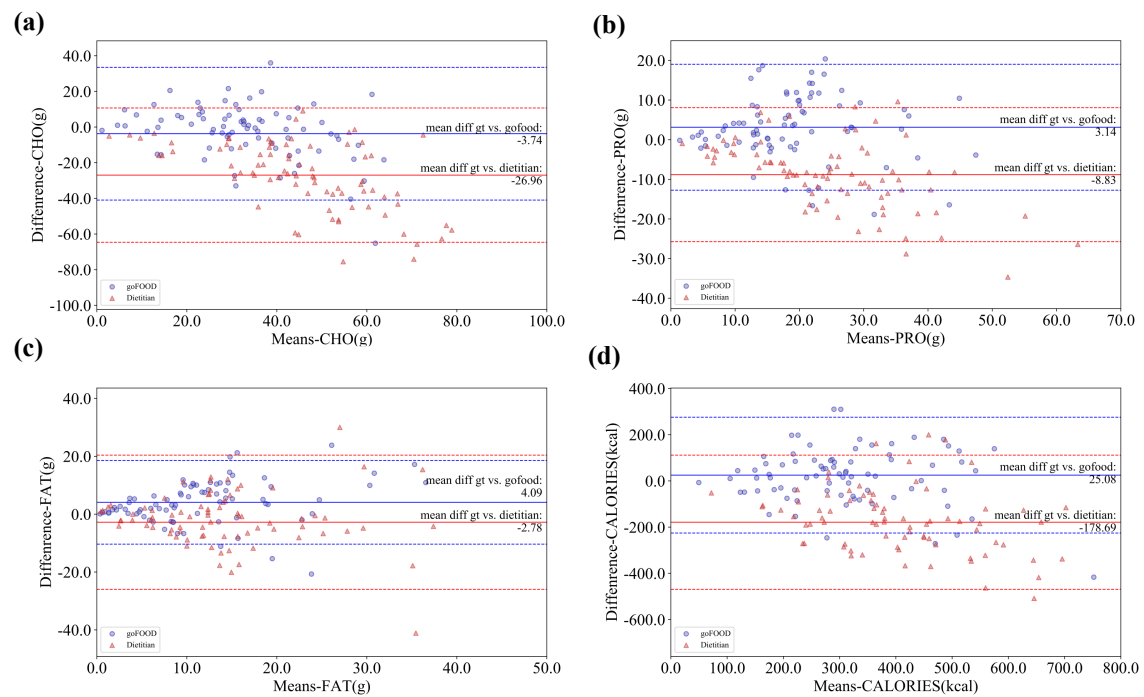 (a)
40.0
20.0
0.0
-20.0
-40.0
-60.0
-80.0
-100.0
Diffenrence-CHO(g)
mean diff gt vs. gofood:
-3.74
mean diff gt vs. dietitian:
-26.96
goFOOD
Dietitian
0.0 20.0 40.0 60.0 80.0 100.0
Means-CHO(g)
(b)
20.0
10.0
0.0
-10.0
-20.0
-30.0
-40.0
Diffenrence-PRO(g)
mean diff gt vs. gofood:
3.14
mean diff gt vs. dietitian:
-8.83
goFOOD
Dietitian
0.0 10.0 20.0 30.0 40.0 50.0 60.0 70.0
Means-PRO(g)
(c)
40.0
20.0
0.0
-20.0
-40.0
Diffenrence-FAT(g)
mean diff gt vs. gofood:
4.09
mean diff gt vs. dietitian:
-2.78
goFOOD
Dietitian
0.0 10.0 20.0 30.0 40.0 50.0
Means-FAT(g)
(d)
400.0
200.0
0.0
-200.0
-400.0
-600.0
Diffenrence-CALORIES(kcal)
mean diff gt vs. gofood:
25.08
mean diff gt vs. dietitian:
-178.69
goFOOD
Dietitian
0.0 100.0 200.0 300.0 400.0 500.0 600.0 700.0 800.0
Means-CALORIES(kcal)